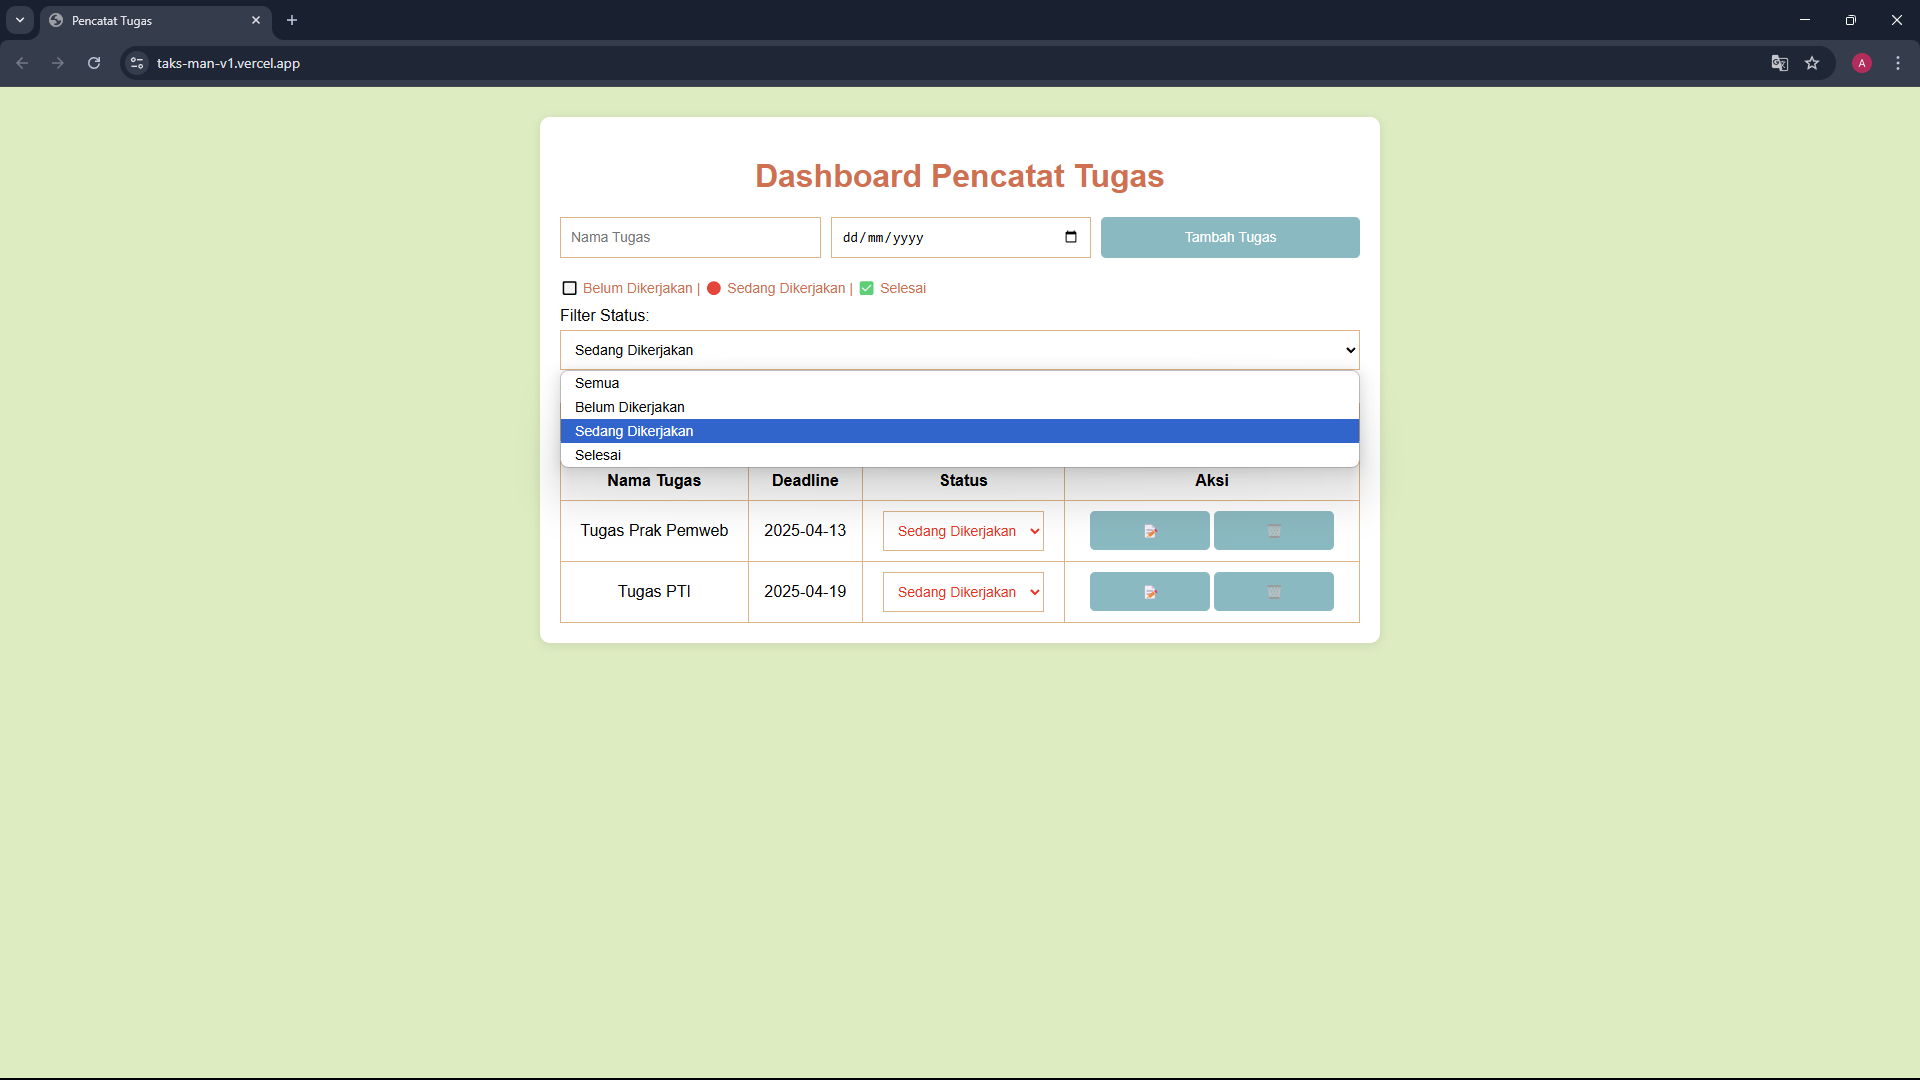 Pencatat Tugas
taks-man-v1.vercel.app
A
Dashboard Pencatat Tugas
Nama Tugas
dd/mm/yyyy
Tambah Tugas
Belum Dikerjakan | Sedang Dikerjakan | Selesai
Filter Status:
Sedang Dikerjakan
Semua
Belum Dikerjakan
Sedang Dikerjakan
Selesai
Nama Tugas Deadline Status Aksi
Tugas Prak Pemweb 2025-04-13 Sedang Dikerjakan
Tugas PTI 2025-04-19 Sedang Dikerjakan